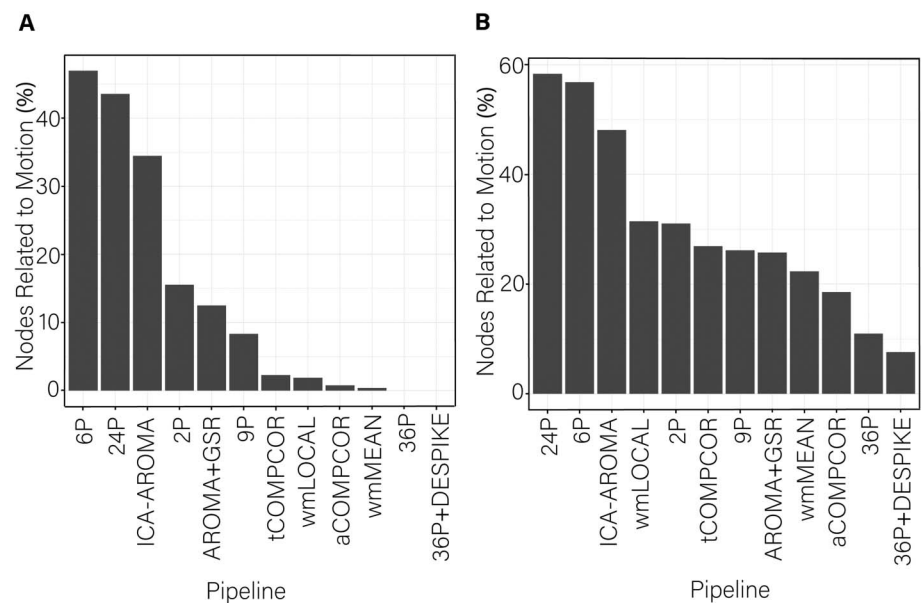 A
Nodes Related to Motion (%)
40
30
20
10
0
6P
24P
ICA-AROMA
2P
AROMA+GSR
9P
tCOMPCOR
wmLOCAL
aCOMPCOR
wmMEAN
36P
36P+DESPIKE
Pipeline
B
Nodes Related to Motion (%)
60
40
20
0
24P
6P
ICA-AROMA
wmLOCAL
2P
tCOMPCOR
9P
AROMA+GSR
wmMEAN
aCOMPCOR
36P
36P+DESPIKE
Pipeline